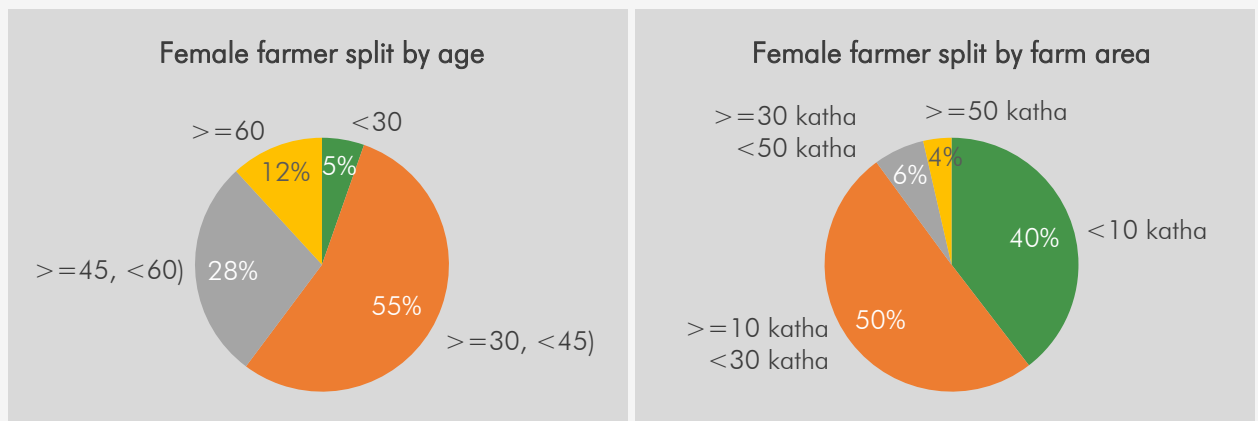 Female farmer split by age
>=60
<30
12%
5%
>=45, <60)
28%
55%
>=30, <45)
Female farmer split by farm area
>=30 katha
<50 katha
>=50 katha
6%
4%
40%
<10 katha
50%
>=10 katha
<30 katha